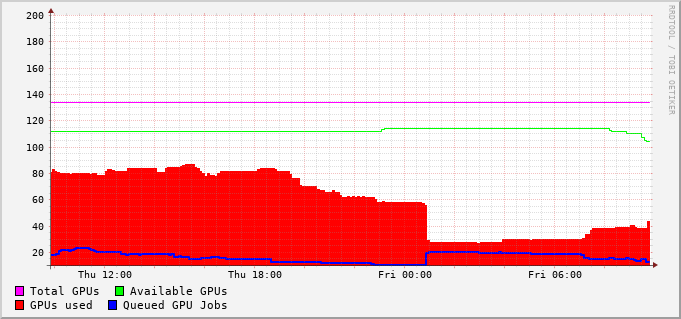 200
180
160
140
120
100
80
60
40
20
Thu 12:00 Thu 18:00 Fri 00:00 Fri 06:00
Total GPUs Available GPUs
GPUs used Queued GPU Jobs
RRDTOOL / TOBI OETIKER